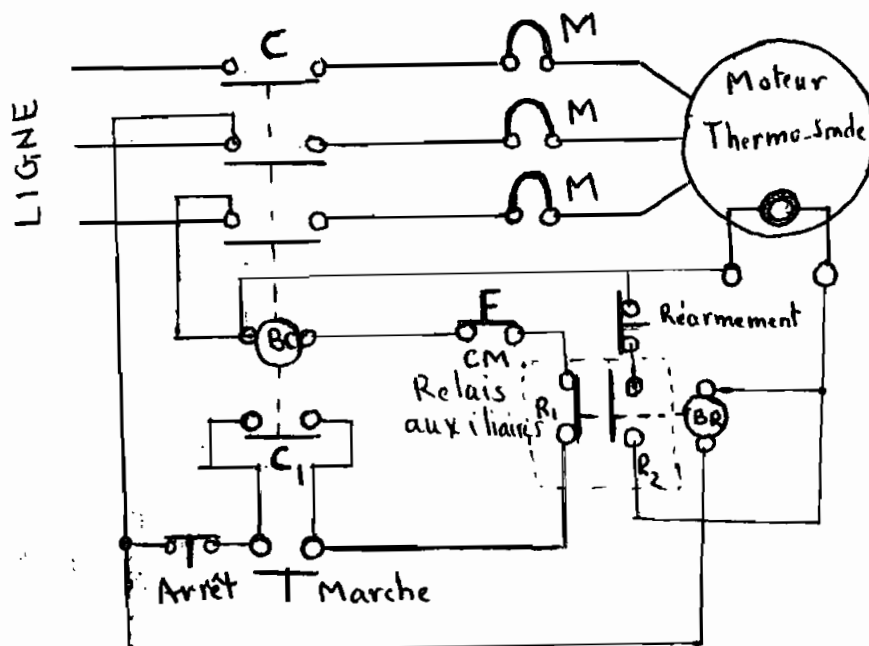 C
M
Moteur
Thermo-Sonde
M
M
LIGNE
BC
F
CM
Réarmement
Relais
auxiliaires
R1
R2
BR
C1
Arrêt
Marche